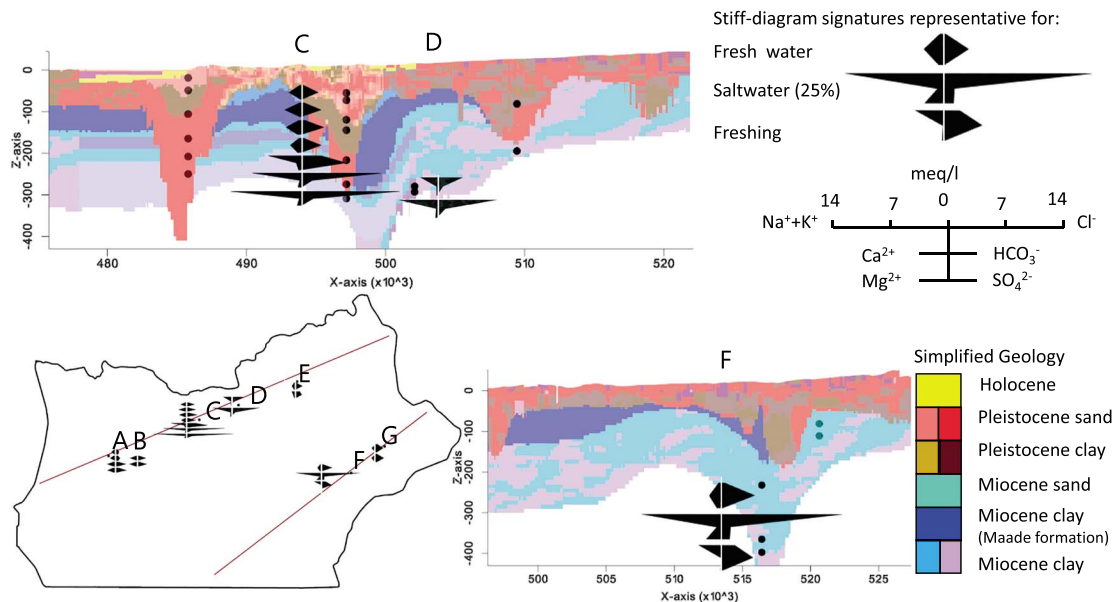 C D
Z-axis
0
-100
-200
-300
-400
480 490 500 510 520
X-axis (x10^3)
Stiff-diagram signatures representative for:
Fresh water
Saltwater (25%)
Freshing
meq/l
14 7 0 7 14
Na⁺+K⁺ Cl⁻
Ca²⁺ HCO₃⁻
Mg²⁺ SO₄²⁻
A B C D E
F G
F
Z-axis
0
-100
-200
-300
-400
500 505 510 515 520 525
X-axis (x10^3)
Simplified Geology
Holocene
Pleistocene sand
Pleistocene clay
Miocene sand
Miocene clay
(Maade formation)
Miocene clay